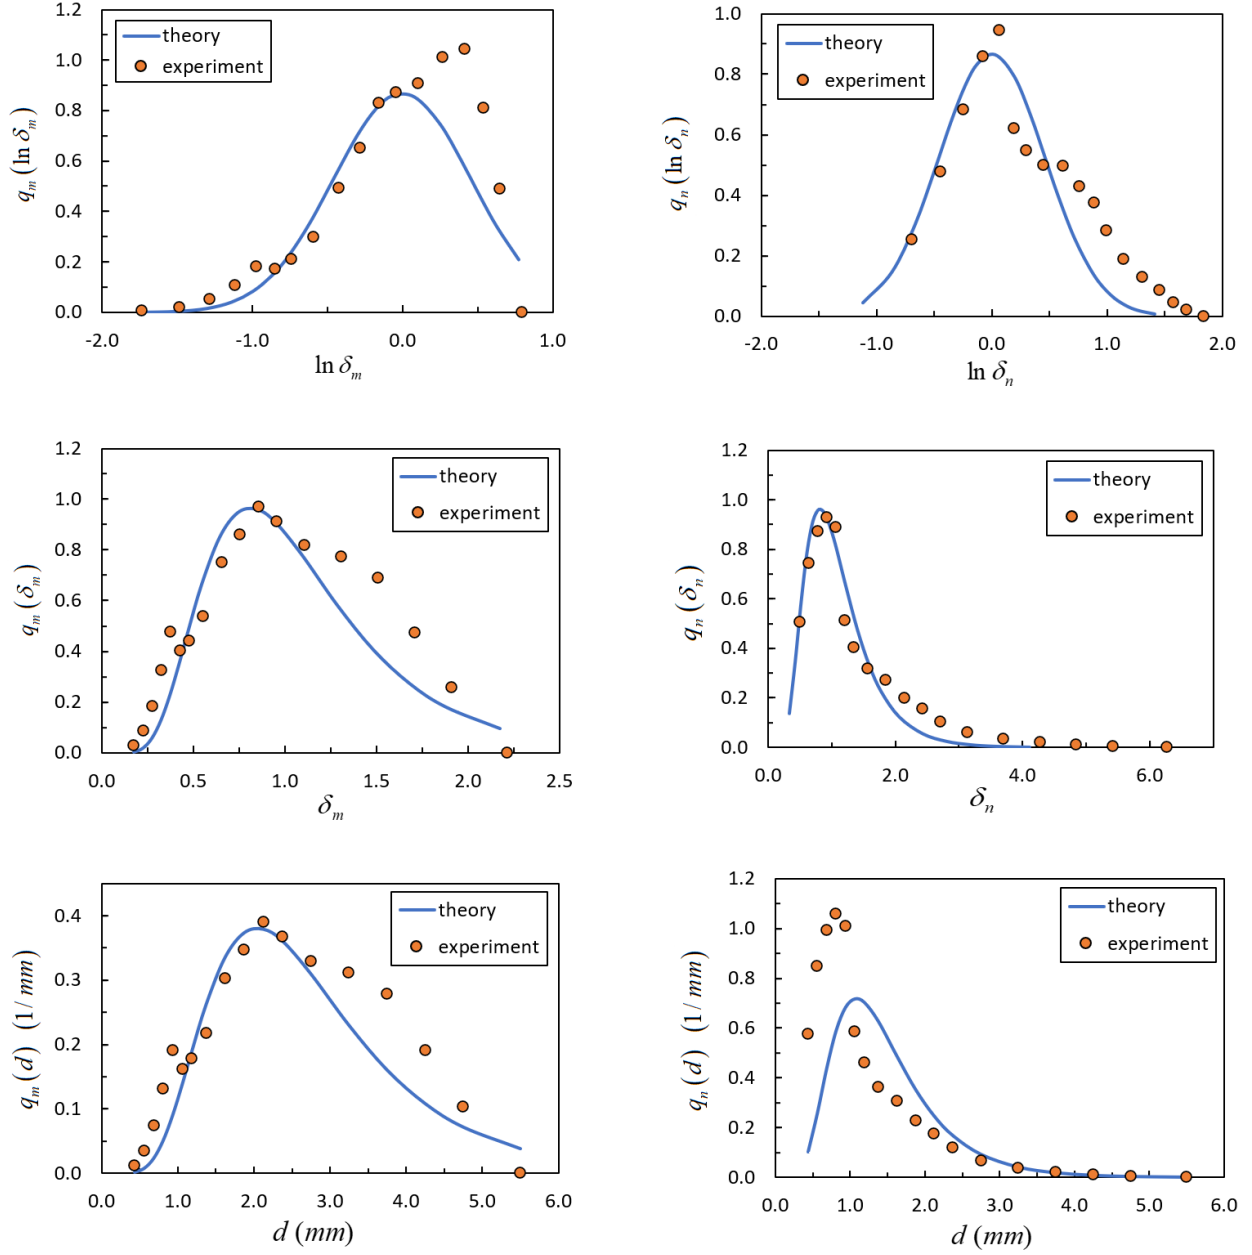 1.2
1.0
0.8
0.6
0.4
0.2
0.0
-2.0 -1.0 0.0 1.0
q_m (ln δ_m)
ln δ_m
theory
experiment
1.0
0.8
0.6
0.4
0.2
0.0
-2.0 -1.0 0.0 1.0 2.0
q_n (ln δ_n)
ln δ_n
theory
experiment
1.2
1.0
0.8
0.6
0.4
0.2
0.0
0.0 0.5 1.0 1.5 2.0 2.5
q_m (δ_m)
δ_m
theory
experiment
1.2
1.0
0.8
0.6
0.4
0.2
0.0
0.0 2.0 4.0 6.0
q_n (δ_n)
δ_n
theory
experiment
0.4
0.3
0.2
0.1
0.0
0.0 1.0 2.0 3.0 4.0 5.0 6.0
q_m (d) (1/ mm)
d (mm)
theory
experiment
1.2
1.0
0.8
0.6
0.4
0.2
0.0
0.0 1.0 2.0 3.0 4.0 5.0 6.0
q_n (d) (1/ mm)
d (mm)
theory
experiment